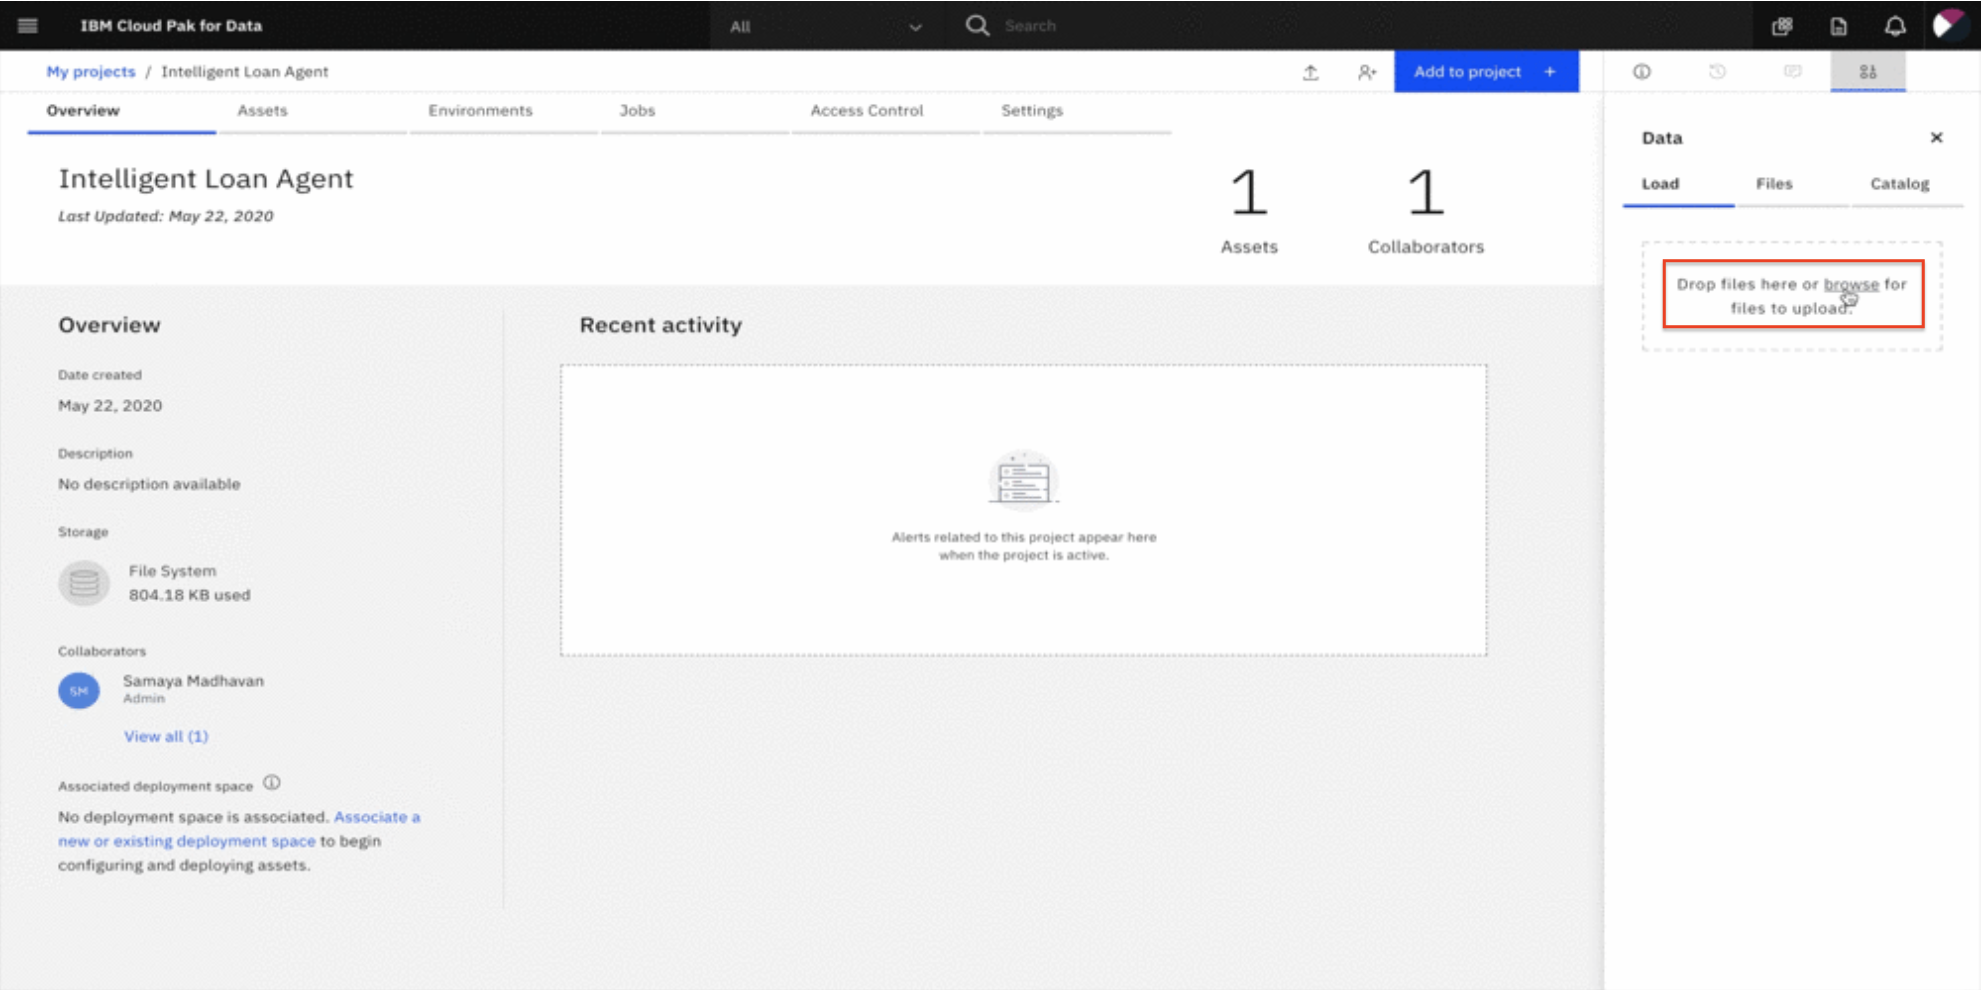 IBM Cloud Pak for Data
All
Search
My projects / Intelligent Loan Agent
Add to project +
Overview
Assets
Environments
Jobs
Access Control
Settings
Intelligent Loan Agent
Last Updated: May 22, 2020
1
Assets
1
Collaborators
Overview
Date created
May 22, 2020
Description
No description available
Storage
File System
804.18 KB used
Collaborators
SM
Samaya Madhavan
Admin
View all (1)
Associated deployment space
No deployment space is associated. Associate a
new or existing deployment space to begin
configuring and deploying assets.
Recent activity
Alerts related to this project appear here
when the project is active.
Data
Load
Files
Catalog
Drop files here or browse for
files to upload.